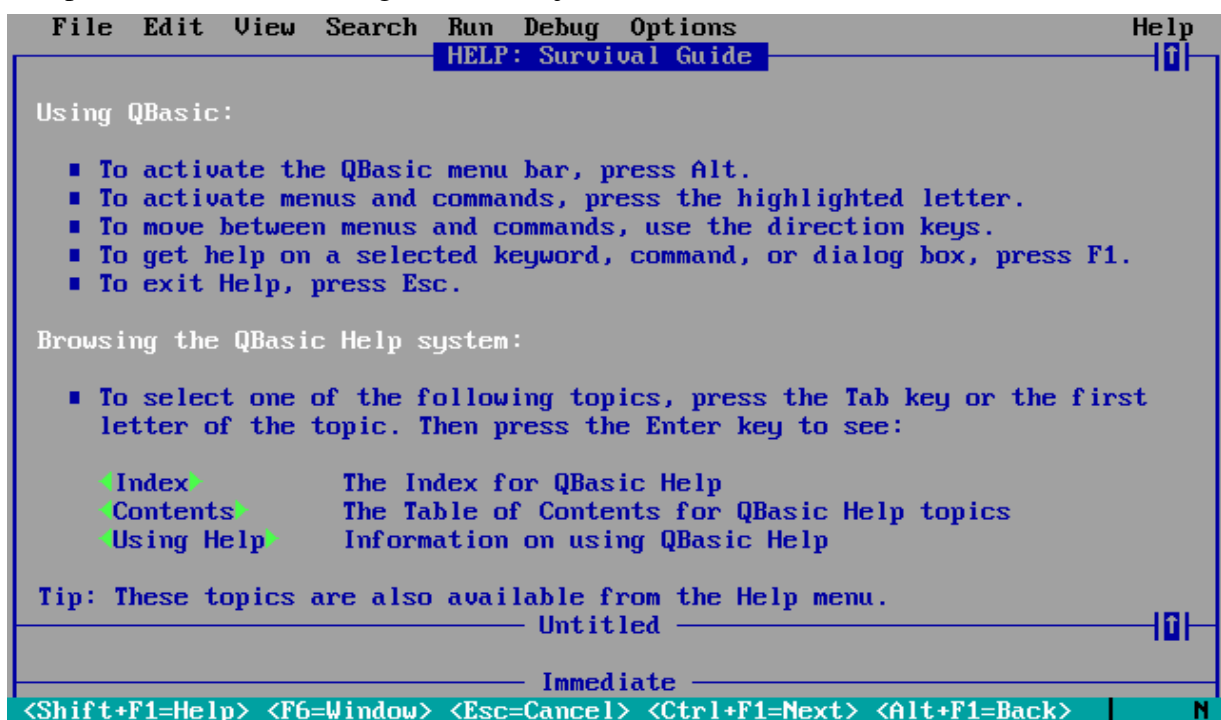 File Edit View Search Run Debug Options Help
HELP: Survival Guide
Using QBasic:
■ To activate the QBasic menu bar, press Alt.
■ To activate menus and commands, press the highlighted letter.
■ To move between menus and commands, use the direction keys.
■ To get help on a selected keyword, command, or dialog box, press F1.
■ To exit Help, press Esc.
Browsing the QBasic Help system:
■ To select one of the following topics, press the Tab key or the first
letter of the topic. Then press the Enter key to see:
◄Index► The Index for QBasic Help
◄Contents► The Table of Contents for QBasic Help topics
◄Using Help► Information on using QBasic Help
Tip: These topics are also available from the Help menu.
Untitled
Immediate
<Shift+F1=Help> <F6=Window> <Esc=Cancel> <Ctrl+F1=Next> <Alt+F1=Back> N